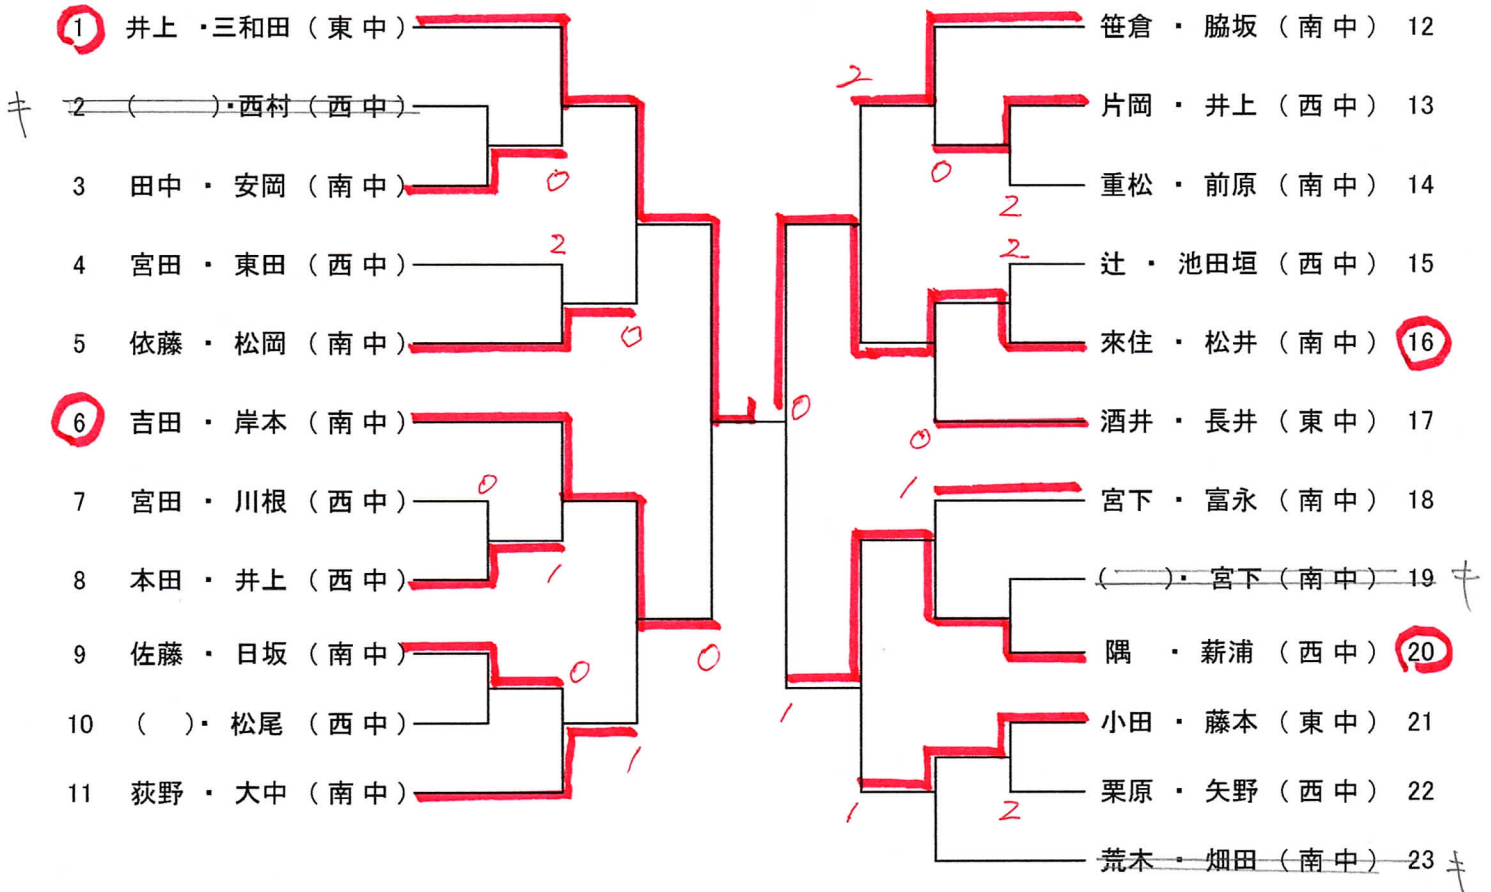 1 井上 ・三和田 ( 東 中 )
キ 2 (　　)・西村 ( 西 中 )
0
3 田中 ・ 安岡 ( 南 中 )
2
4 宮田 ・ 東田 ( 西 中 )
0
5 依藤 ・ 松岡 ( 南 中 )
6 吉田 ・ 岸本 ( 南 中 )
0
7 宮田 ・ 川根 ( 西 中 )
1
8 本田 ・ 井上 ( 西 中 )
9 佐藤 ・ 日坂 ( 南 中 )
0
0
10 (　)・ 松尾 ( 西 中 )
1
11 荻野 ・ 大中 ( 南 中 )
笹倉 ・ 脇坂 ( 南 中 ) 12
2
片岡 ・ 井上 ( 西 中 ) 13
0
重松 ・ 前原 ( 南 中 ) 14
2
2
辻 ・ 池田垣 ( 西 中 ) 15
來住 ・ 松井 ( 南 中 ) 16
0
酒井 ・ 長井 ( 東 中 ) 17
0
1
宮下 ・ 富永 ( 南 中 ) 18
(　　)・ 宮下 ( 南 中 ) 19 キ
隅 ・ 薪浦 ( 西 中 ) 20
1
小田 ・ 藤本 ( 東 中 ) 21
栗原 ・ 矢野 ( 西 中 ) 22
1
2
荒木 ・ 畑田 ( 南 中 ) 23 キ